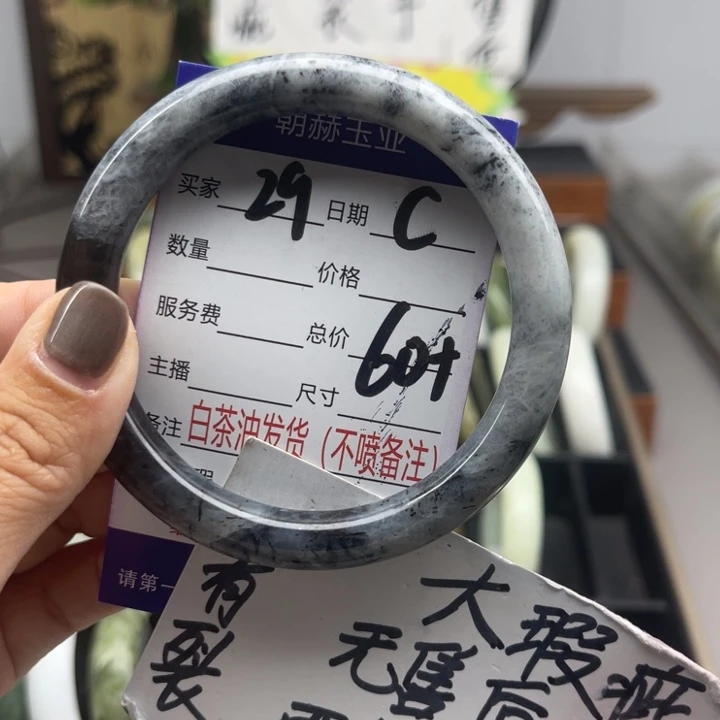 朝赫玉业
买家 29 日期 C
数量 价格
服务费 总价 60+
主播 尺寸
备注 白茶油发货（不喷备注）
请第一
有裂
大瑕疵
无售后